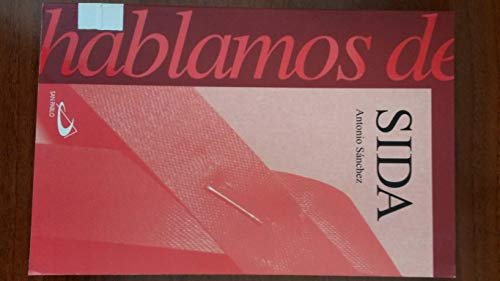 hablamos de
SIDA
Antonio Sánchez
SAN PABLO